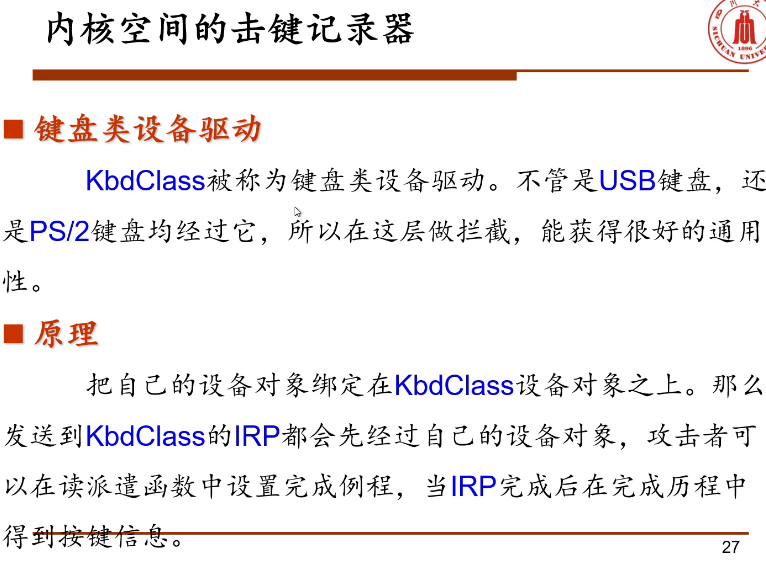 内核空间的击键记录器
四川大
SICHUAN UNIVER
1896
■ 键盘类设备驱动
KbdClass被称为键盘类设备驱动。不管是USB键盘，还
是PS/2键盘均经过它，所以在这层做拦截，能获得很好的通用
性。
■ 原理
把自己的设备对象绑定在KbdClass设备对象之上。那么
发送到KbdClass的IRP都会先经过自己的设备对象，攻击者可
以在读派遣函数中设置完成例程，当IRP完成后在完成历程中
得到按键信息。
27